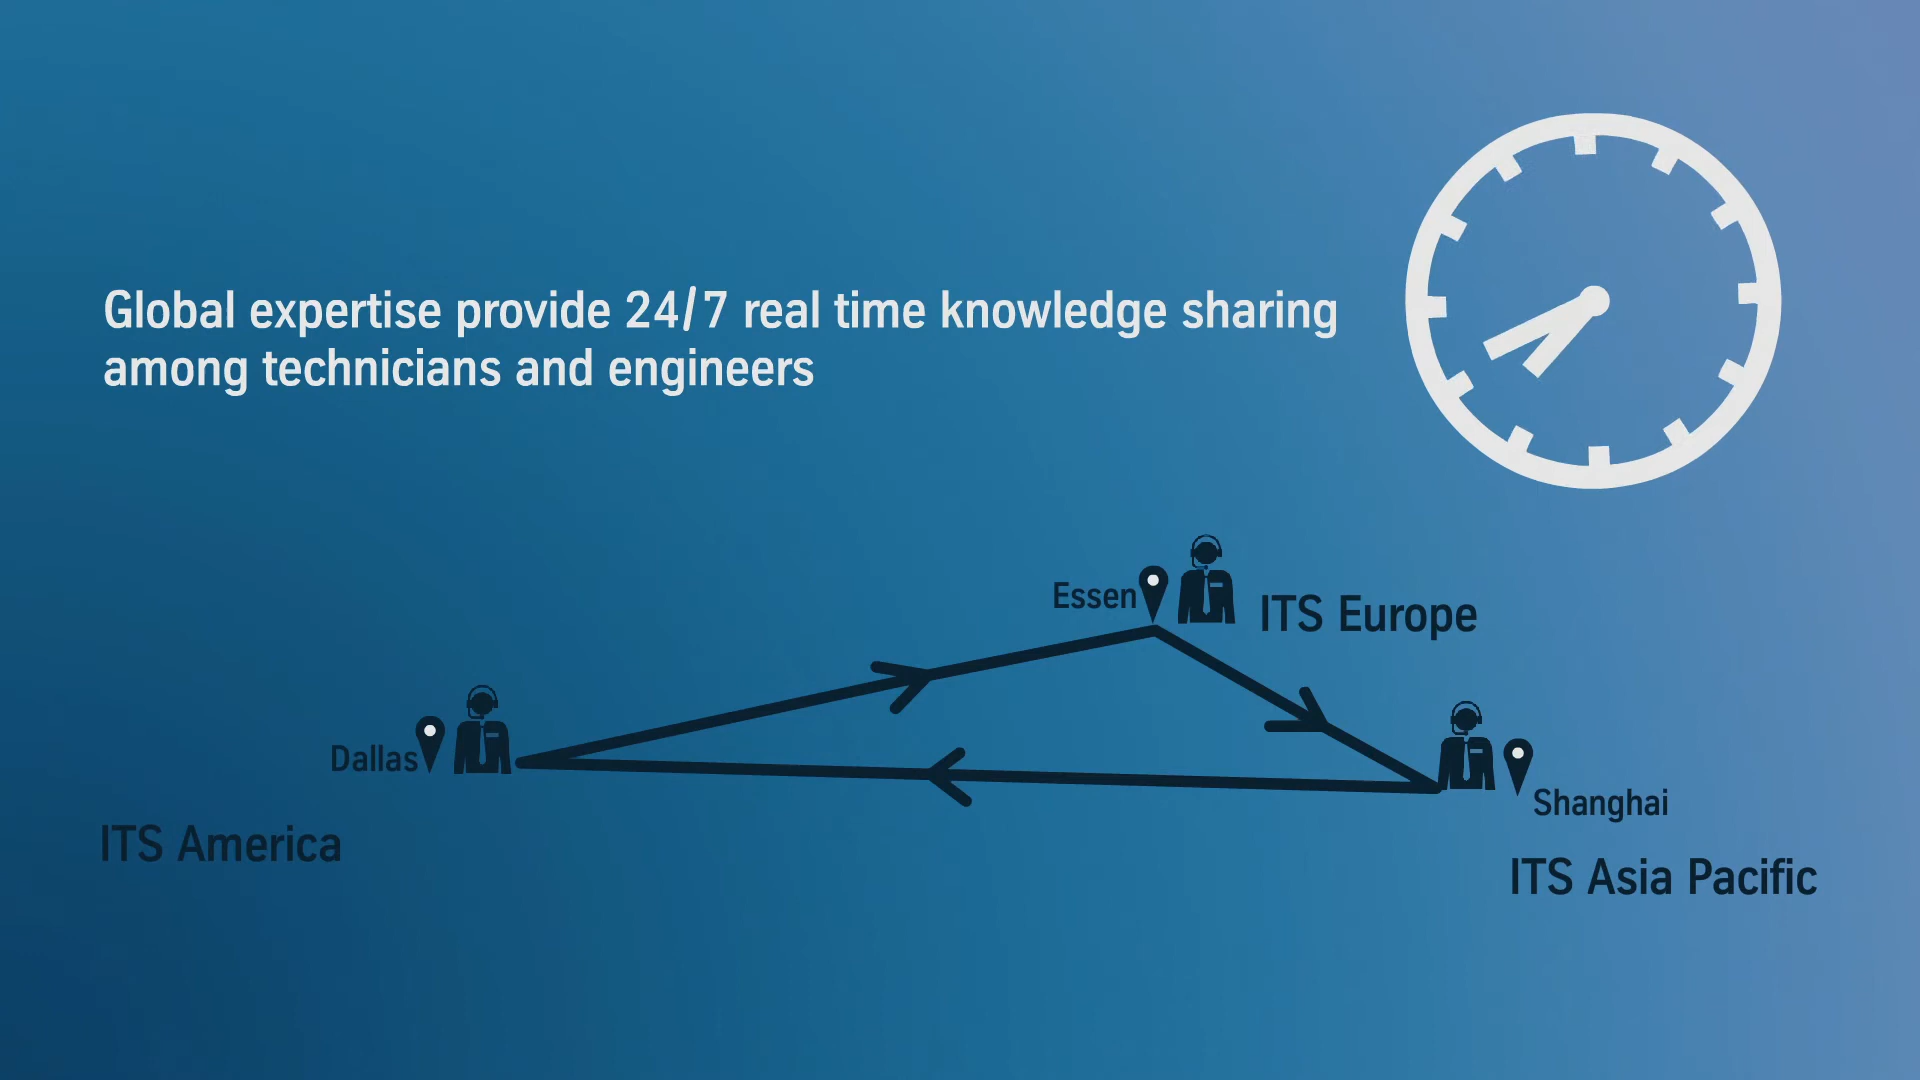 Global expertise provide 24/7 real time knowledge sharing
among technicians and engineers
Essen
ITS Europe
Dallas
Shanghai
ITS America
ITS Asia Pacific